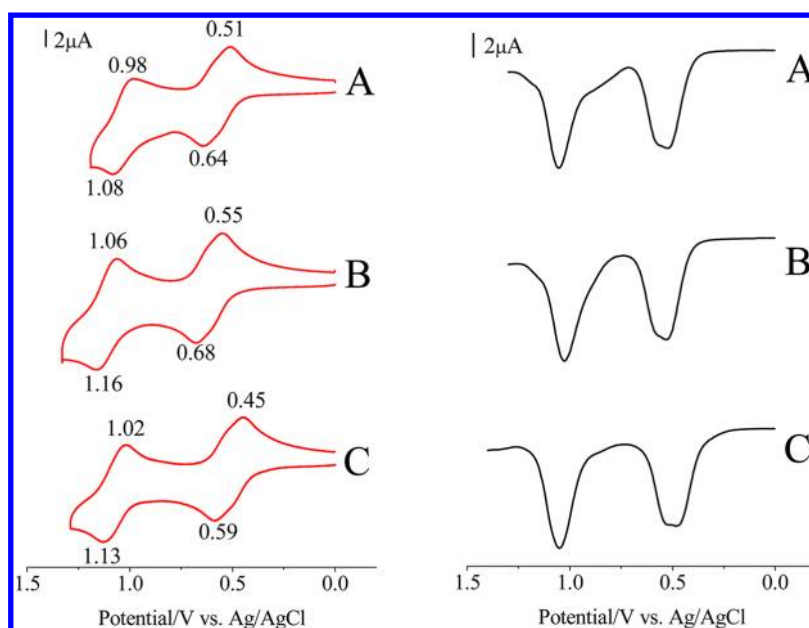 2μA
0.98
0.51
A
1.08
0.64
1.06
0.55
B
1.16
0.68
1.02
0.45
C
1.13
0.59
1.5 1.0 0.5 0.0
Potential/V vs. Ag/AgCl
2μA
A
B
C
1.5 1.0 0.5 0.0
Potential/V vs. Ag/AgCl